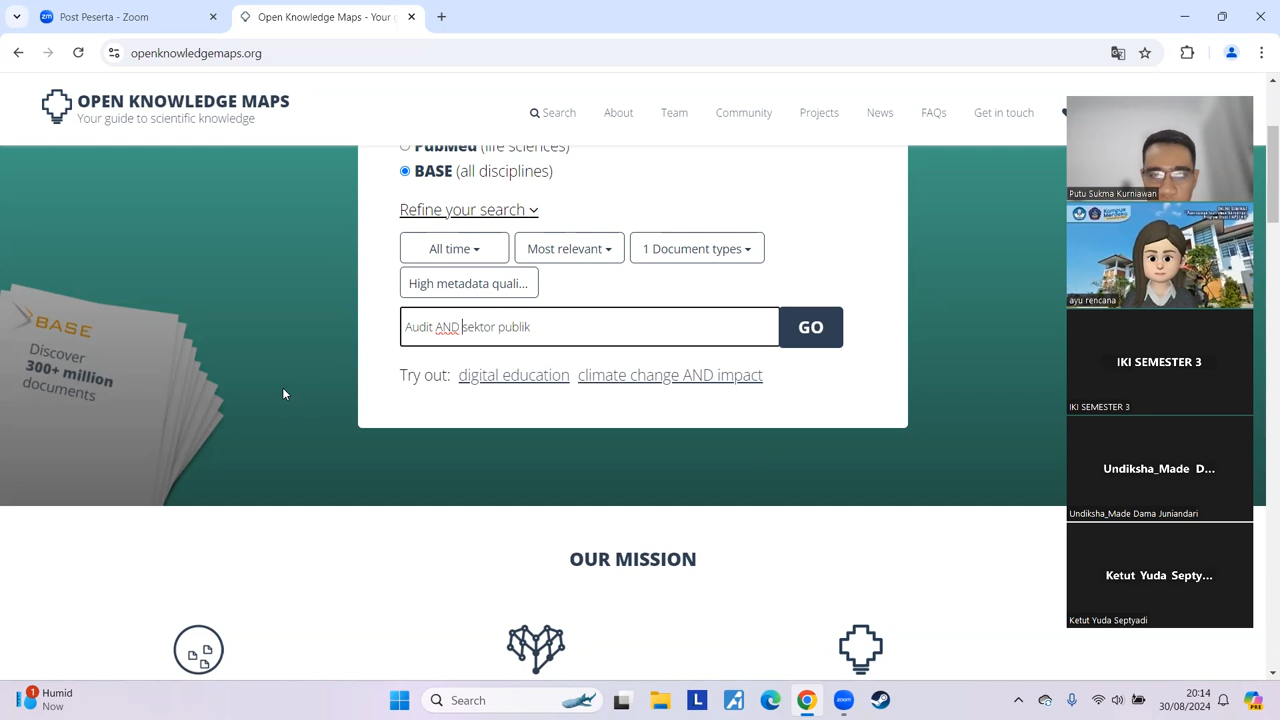 Post Peserta - Zoom
Open Knowledge Maps - Your g
openknowledgemaps.org
OPEN KNOWLEDGE MAPS
Your guide to scientific knowledge
Search
About
Team
Community
Projects
News
FAQs
Get in touch
PubMed (life sciences)
BASE (all disciplines)
Refine your search
All time
Most relevant
1 Document types
High metadata quali...
Audit AND sektor publik
GO
Try out: digital education climate change AND impact
BASE
Discover
300+ million
documents
OUR MISSION
Putu Sukma Kurniawan
ayu rencana
IKI SEMESTER 3
IKI SEMESTER 3
Undiksha_Made D...
Undiksha_Made Dama Juniandari
Ketut Yuda Septy...
Ketut Yuda Septyadi
1
Humid
Now
Search
L
zoom
PRE
20:14
30/08/2024